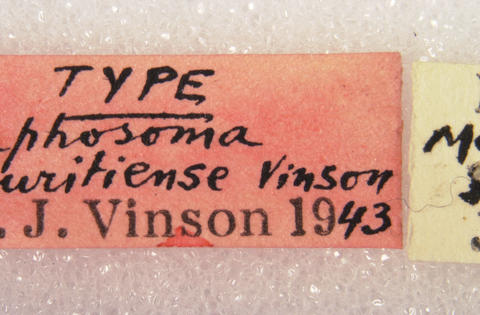 TYPE
phosoma
uritiense Vinson
. J. Vinson 1943
M